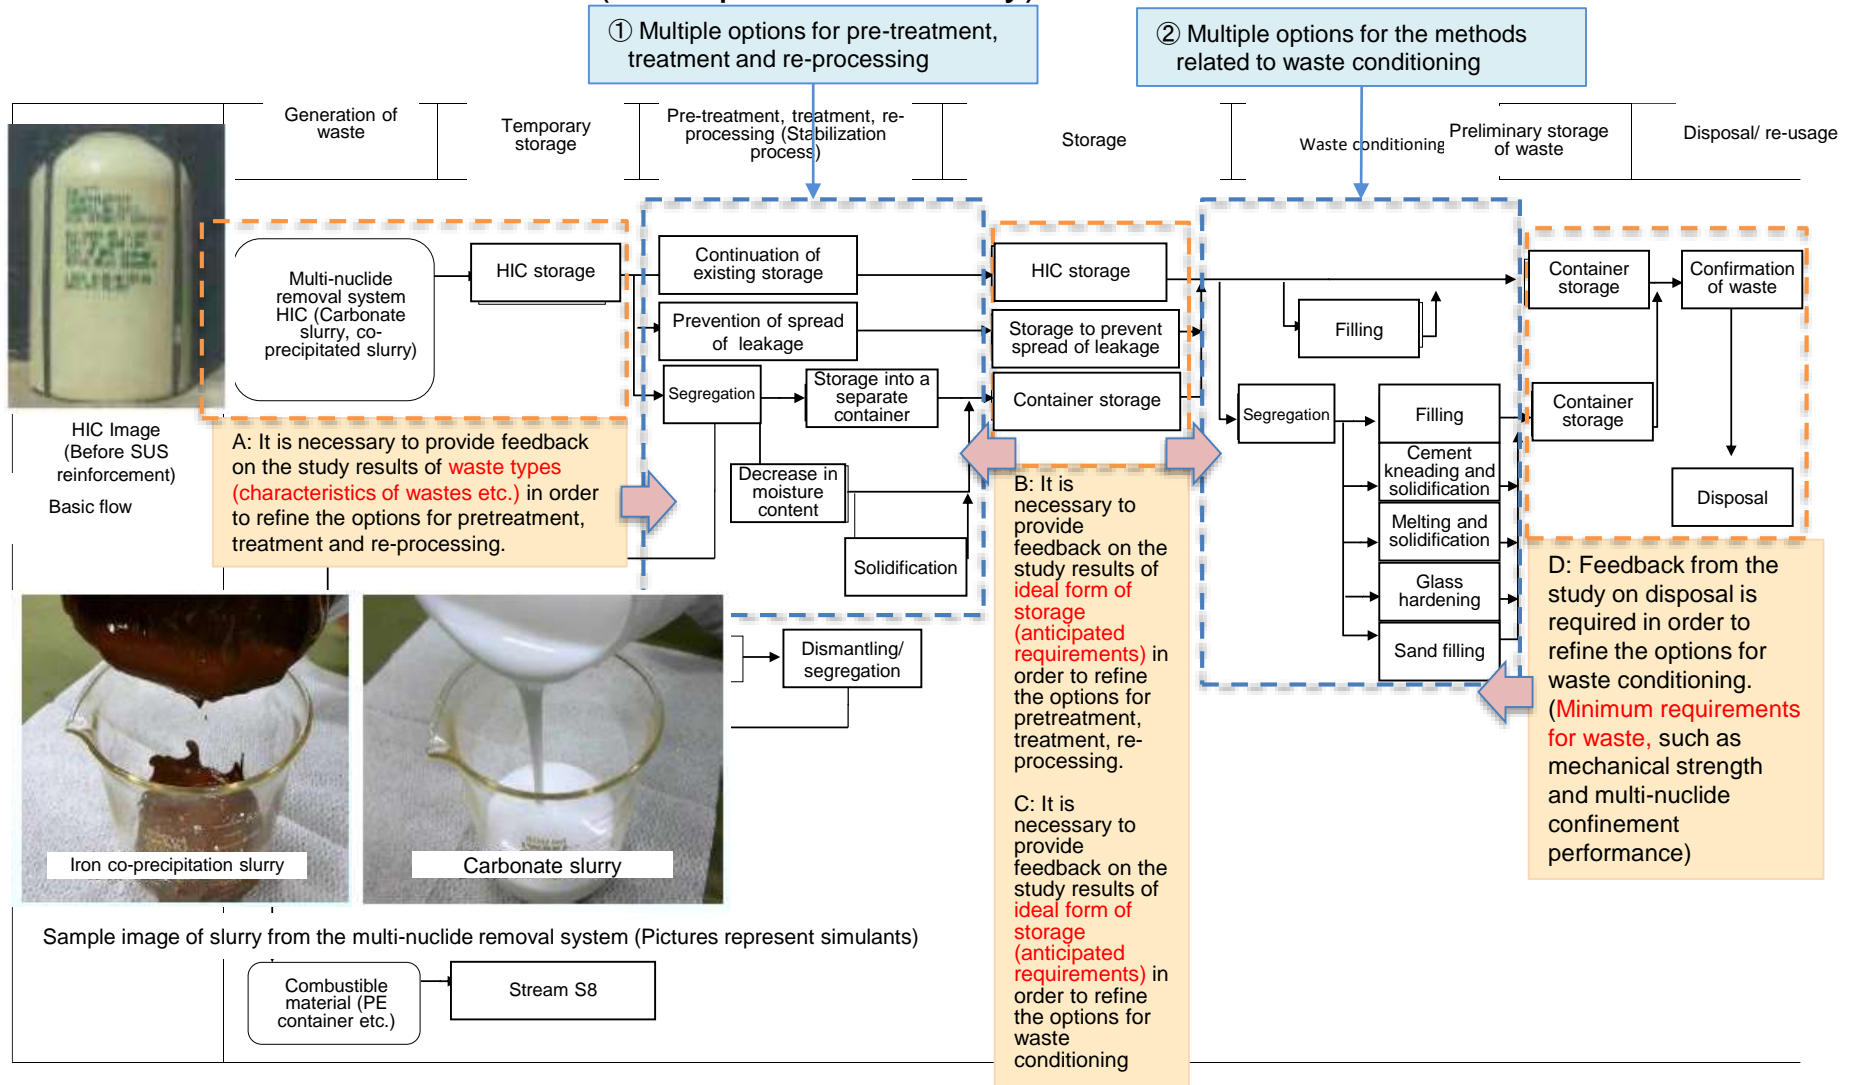 ① Multiple options for pre-treatment,
treatment and re-processing
② Multiple options for the methods
related to waste conditioning
Generation of
waste
Temporary
storage
Pre-treatment, treatment, re-
processing (Stabilization
process)
Storage
Waste conditioning
Preliminary storage
of waste
Disposal/ re-usage
Multi-nuclide
removal system
HIC (Carbonate
slurry, co-
precipitated slurry)
HIC storage
Continuation of
existing storage
Prevention of spread
of leakage
Segregation
Storage into a
separate
container
Decrease in
moisture
content
Solidification
HIC storage
Storage to prevent
spread of leakage
Container storage
Filling
Segregation
Filling
Cement
kneading and
solidification
Melting and
solidification
Glass
hardening
Sand filling
Container
storage
Confirmation
of waste
Container
storage
Disposal
HIC Image
(Before SUS
reinforcement)
Basic flow
A: It is necessary to provide feedback
on the study results of waste types
(characteristics of wastes etc.) in order
to refine the options for pretreatment,
treatment and re-processing.
B: It is
necessary to
provide
feedback on the
study results of
ideal form of
storage
(anticipated
requirements) in
order to refine
the options for
pretreatment,
treatment, re-
processing.
C: It is
necessary to
provide
feedback on the
study results of
ideal form of
storage
(anticipated
requirements) in
order to refine
the options for
waste
conditioning
D: Feedback from the
study on disposal is
required in order to
refine the options for
waste conditioning.
(Minimum requirements
for waste, such as
mechanical strength
and multi-nuclide
confinement
performance)
Dismantling/
segregation
Iron co-precipitation slurry
Carbonate slurry
Sample image of slurry from the multi-nuclide removal system (Pictures represent simulants)
Combustible
material (PE
container etc.)
Stream S8